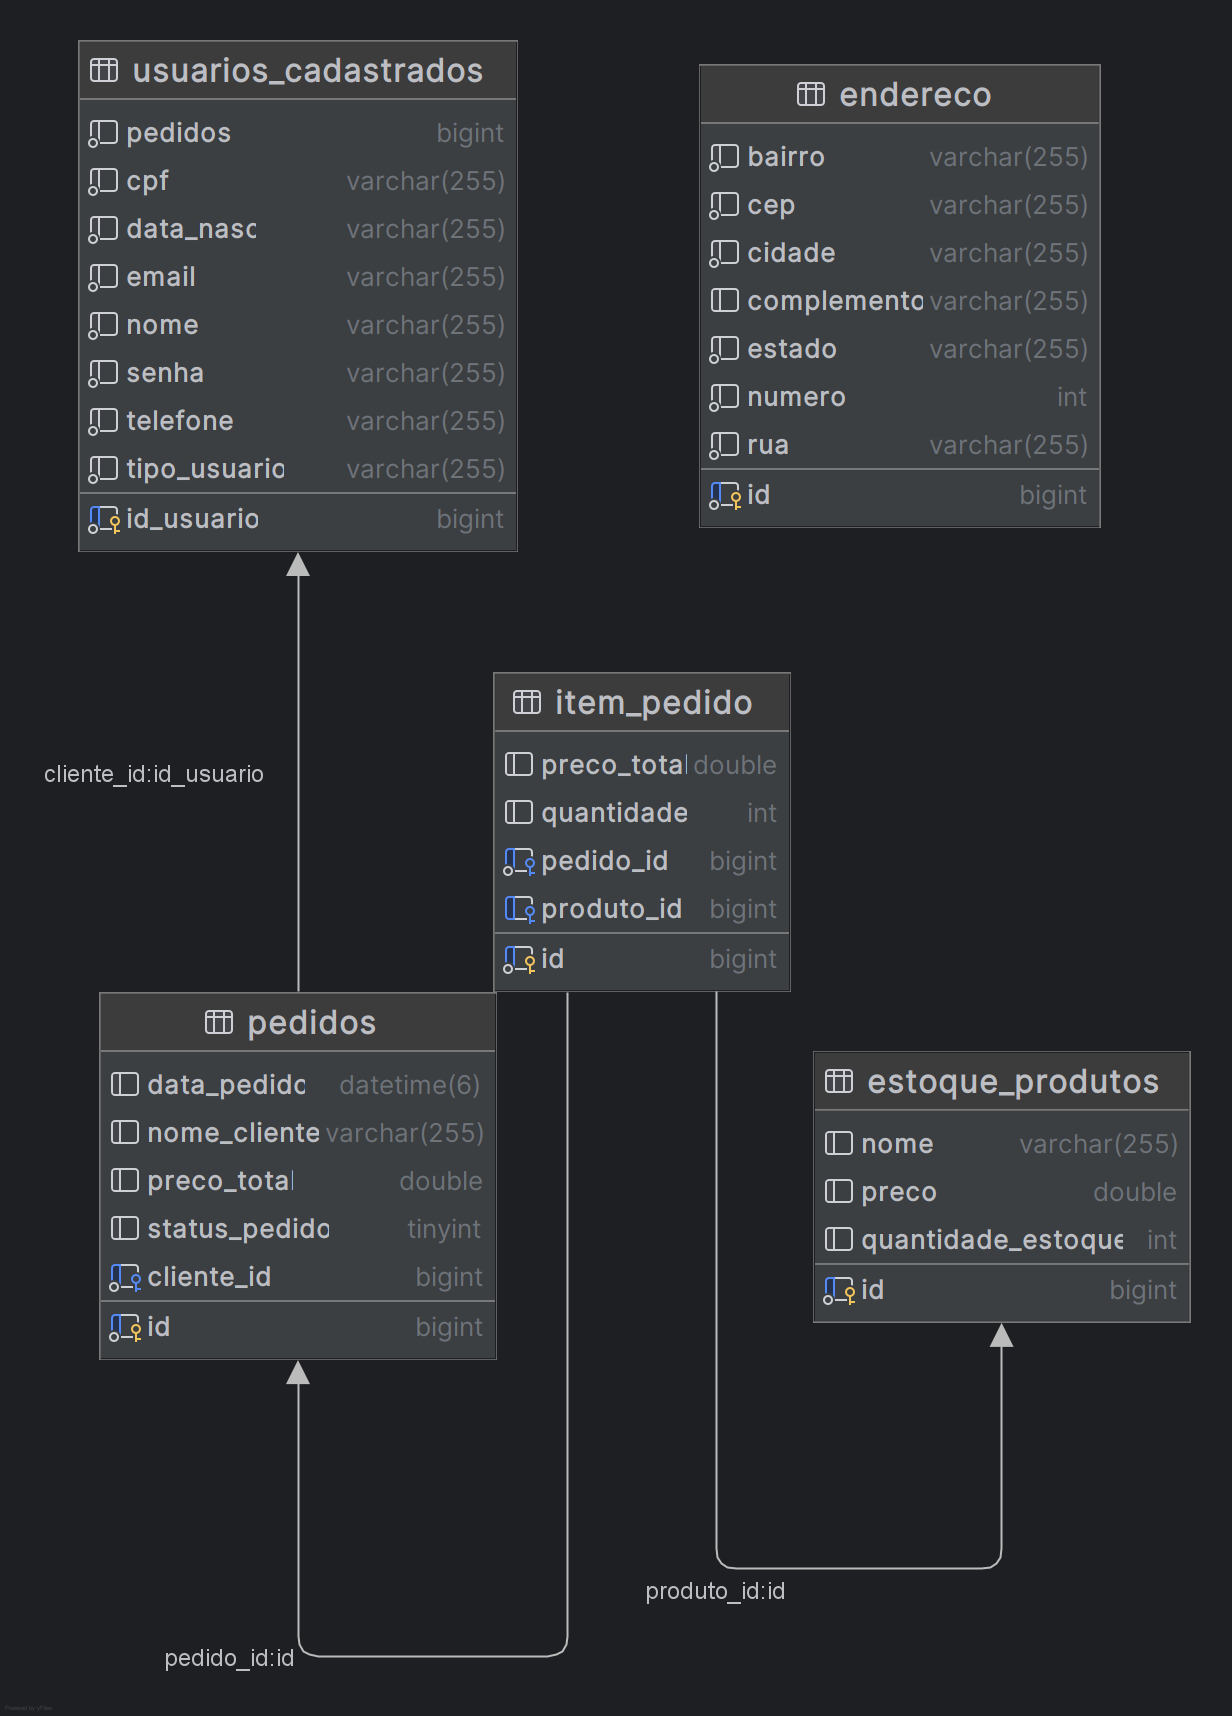 usuarios_cadastrados
pedidos bigint
cpf varchar(255)
data_nasc varchar(255)
email varchar(255)
nome varchar(255)
senha varchar(255)
telefone varchar(255)
tipo_usuario varchar(255)
id_usuario bigint
endereco
bairro varchar(255)
cep varchar(255)
cidade varchar(255)
complemento varchar(255)
estado varchar(255)
numero int
rua varchar(255)
id bigint
cliente_id:id_usuario
item_pedido
preco_total double
quantidade int
pedido_id bigint
produto_id bigint
id bigint
pedidos
data_pedido datetime(6)
nome_cliente varchar(255)
preco_total double
status_pedido tinyint
cliente_id bigint
id bigint
estoque_produtos
nome varchar(255)
preco double
quantidade_estoque int
id bigint
produto_id:id
pedido_id:id
Powered by yFiles